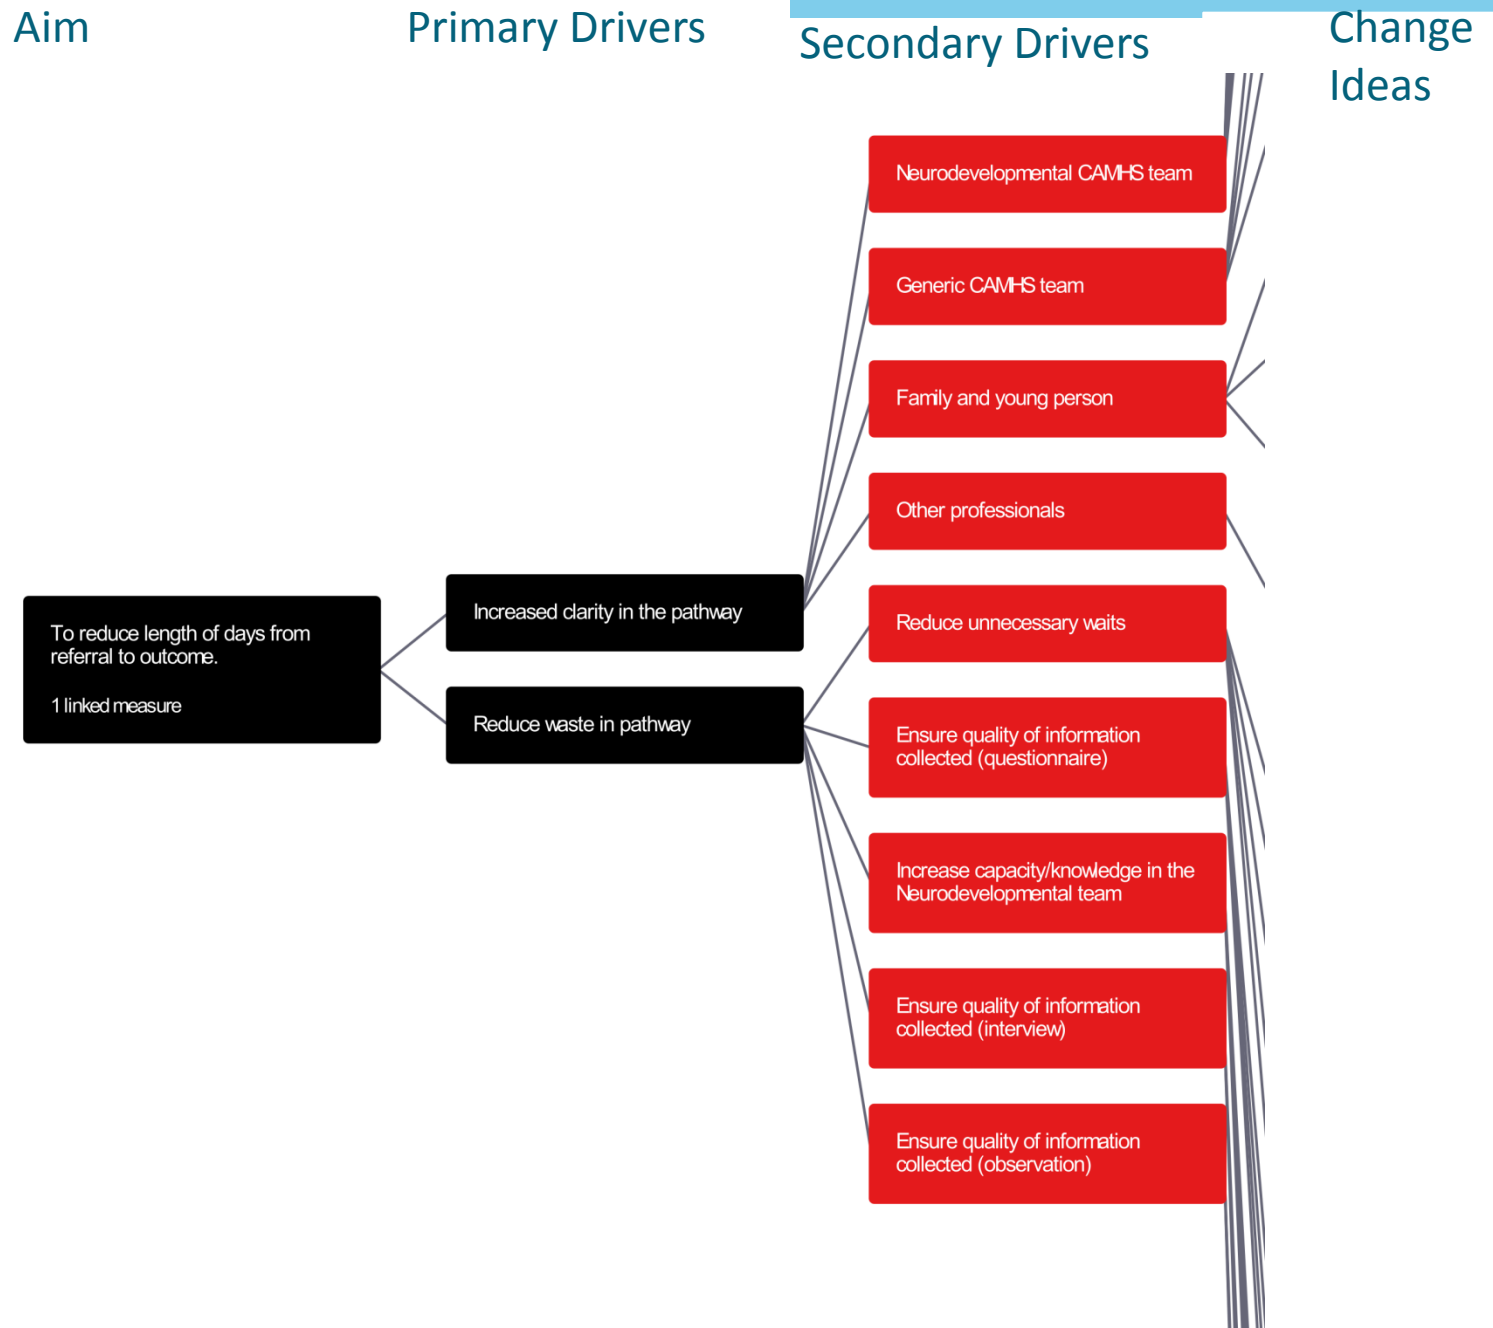 Aim
Primary Drivers
Secondary Drivers
Change
Ideas
To reduce length of days from
referral to outcome.
1 linked measure
Increased clarity in the pathway
Reduce waste in pathway
Neurodevelopmental CAMHS team
Generic CAMHS team
Family and young person
Other professionals
Reduce unnecessary waits
Ensure quality of information
collected (questionnaire)
Increase capacity/knowledge in the
Neurodevelopmental team
Ensure quality of information
collected (interview)
Ensure quality of information
collected (observation)